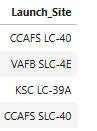 Launch_Site
CCAFS LC-40
VAFB SLC-4E
KSC LC-39A
CCAFS SLC-40